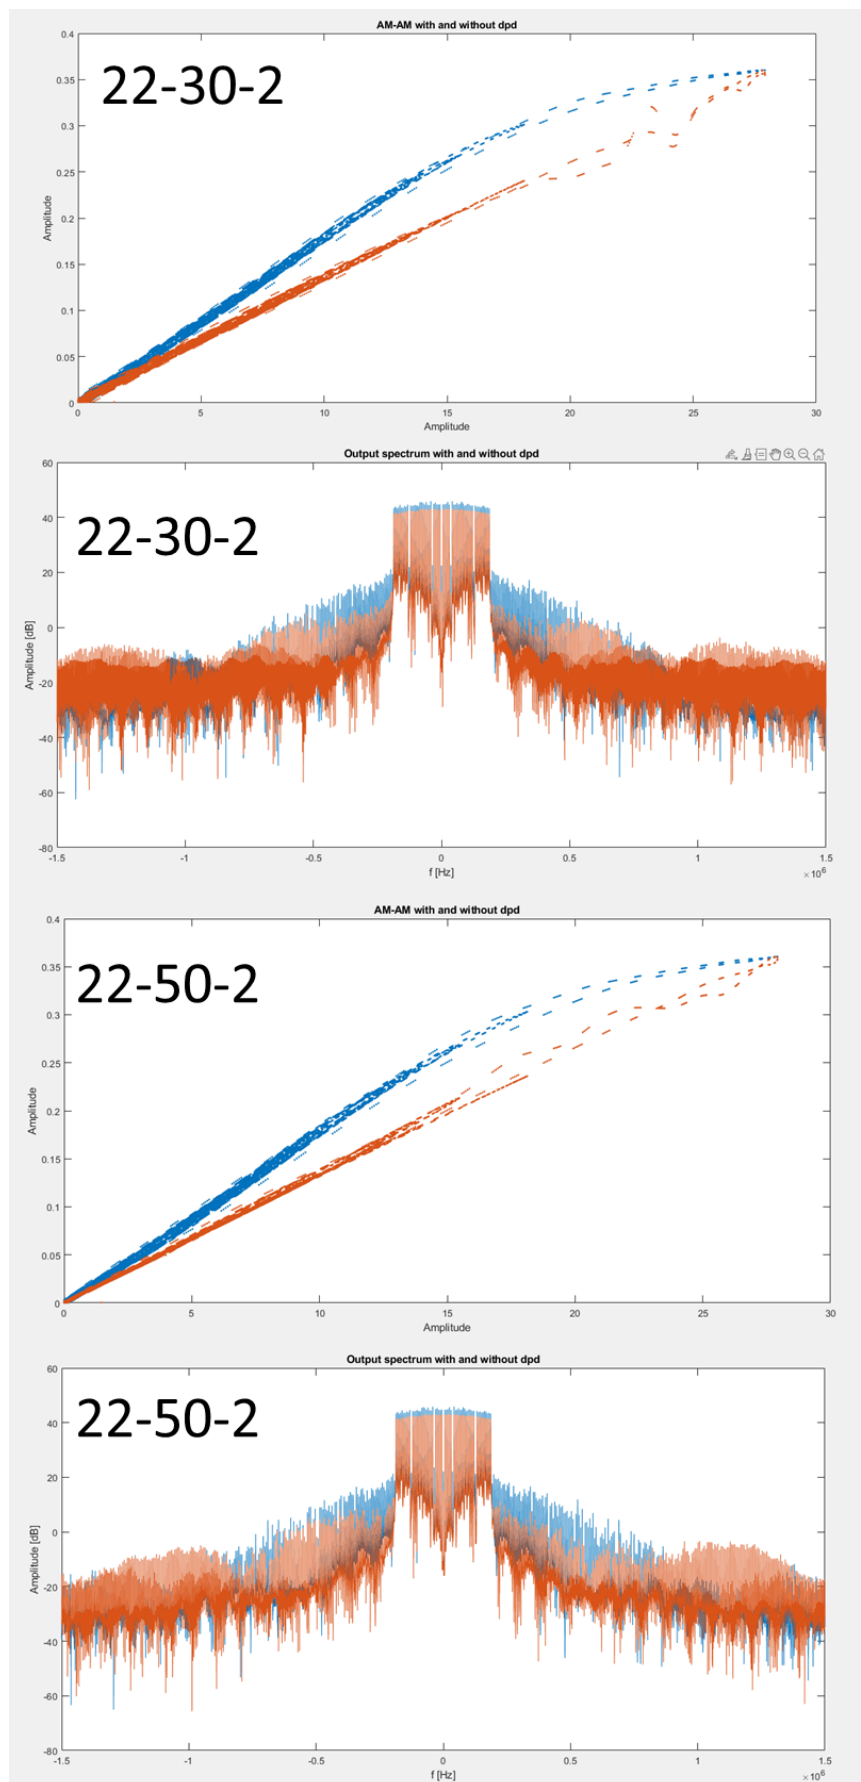 AM-AM with and without dpd
22-30-2
0.4
0.35
0.3
0.25
0.2
0.15
0.1
0.05
0
Amplitude
0 5 10 15 20 25 30
Amplitude
Output spectrum with and without dpd
22-30-2
60
40
20
0
-20
-40
-60
-80
Amplitude [dB]
-1.5 -1 -0.5 0 0.5 1 1.5
f [Hz]
×10⁶
AM-AM with and without dpd
22-50-2
0.4
0.35
0.3
0.25
0.2
0.15
0.1
0.05
0
Amplitude
0 5 10 15 20 25 30
Amplitude
Output spectrum with and without dpd
22-50-2
60
40
20
0
-20
-40
-60
-80
Amplitude [dB]
-1.5 -1 -0.5 0 0.5 1 1.5
f [Hz]
×10⁶